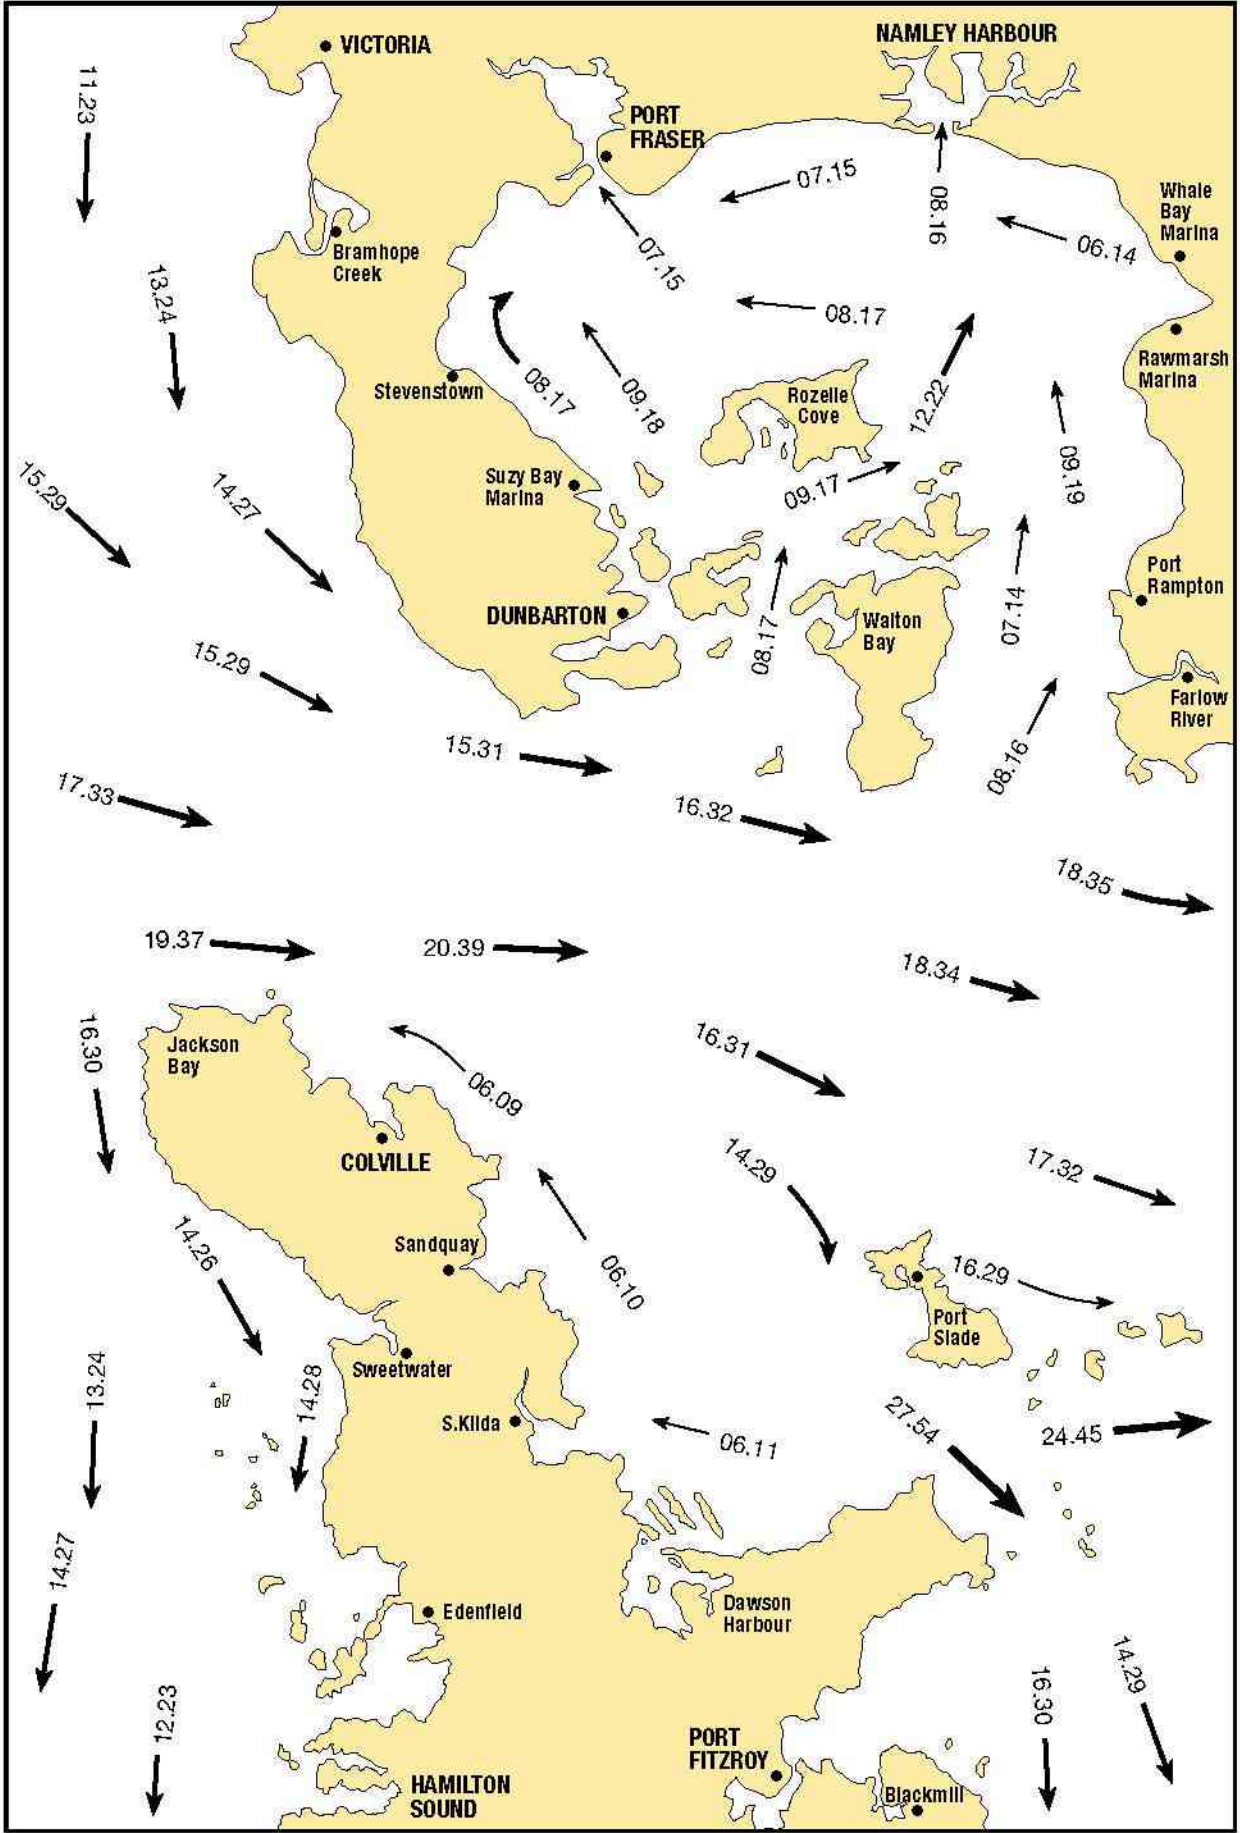 VICTORIA
NAMLEY HARBOUR
11.23
PORT
FRASER
07.15
08.16
Whale
Bay
Marina
06.14
Bramhope
Creek
07.15
13.24
08.17
Rawmarsh
Marina
Stevenstown
08.17
09.18
Rozelle
Cove
12.22
15.29
14.27
Suzy Bay
Marina
09.17
09.19
Port
Rampton
DUNBARTON
08.17
Walton
Bay
07.14
15.29
Farlow
River
15.31
08.16
17.33
16.32
18.35
19.37
20.39
18.34
16.30
Jackson
Bay
16.31
06.09
COLVILLE
14.29
17.32
14.26
Sandquay
06.10
16.29
Port
Slade
13.24
14.28
Sweetwater
S.Kilda
06.11
27.54
24.45
14.27
Edenfield
Dawson
Harbour
12.23
16.30
14.29
PORT
FITZROY
HAMILTON
SOUND
Blackmill